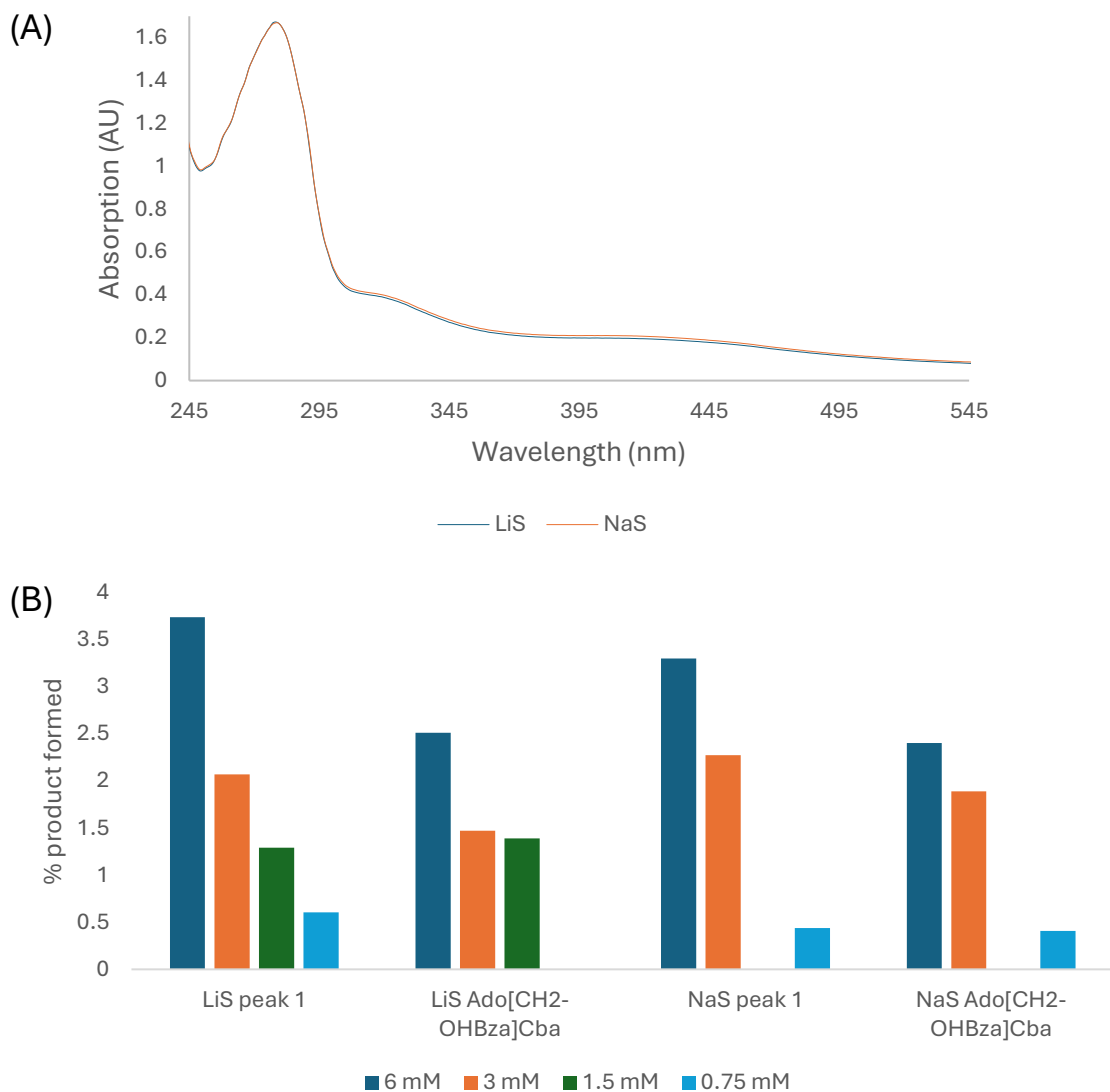 (A)
1.6
1.4
1.2
1
0.8
0.6
0.4
0.2
0
Absorption (AU)
245 295 345 395 445 495 545
Wavelength (nm)
LiS NaS
(B)
4
3.5
3
2.5
2
1.5
1
0.5
0
% product formed
LiS peak 1 LiS Ado[CH2- NaS peak 1 NaS Ado[CH2-
OHBza]Cba OHBza]Cba
6 mM 3 mM 1.5 mM 0.75 mM